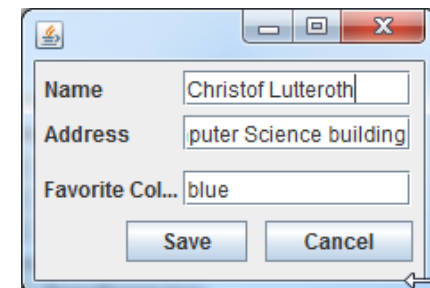 Name Christof Lutteroth
Address puter Science building
Favorite Col... blue
Save Cancel